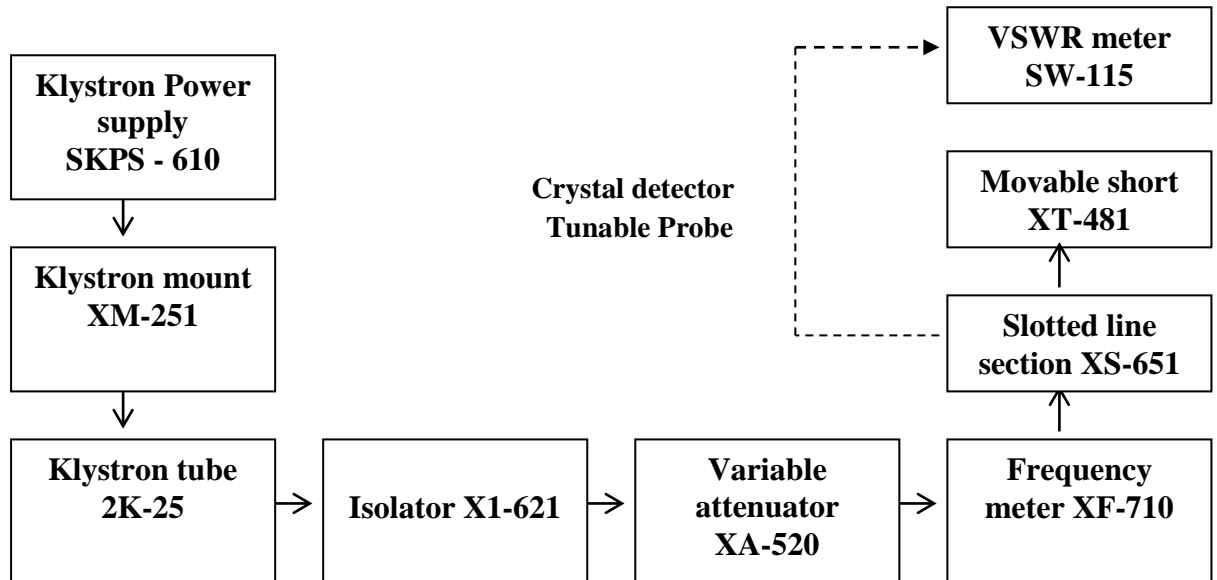 Klystron Power
supply
SKPS - 610
Klystron mount
XM-251
Klystron tube
2K-25
Isolator X1-621
Variable
attenuator
XA-520
Frequency
meter XF-710
Slotted line
section XS-651
Movable short
XT-481
Crystal detector
Tunable Probe
VSWR meter
SW-115